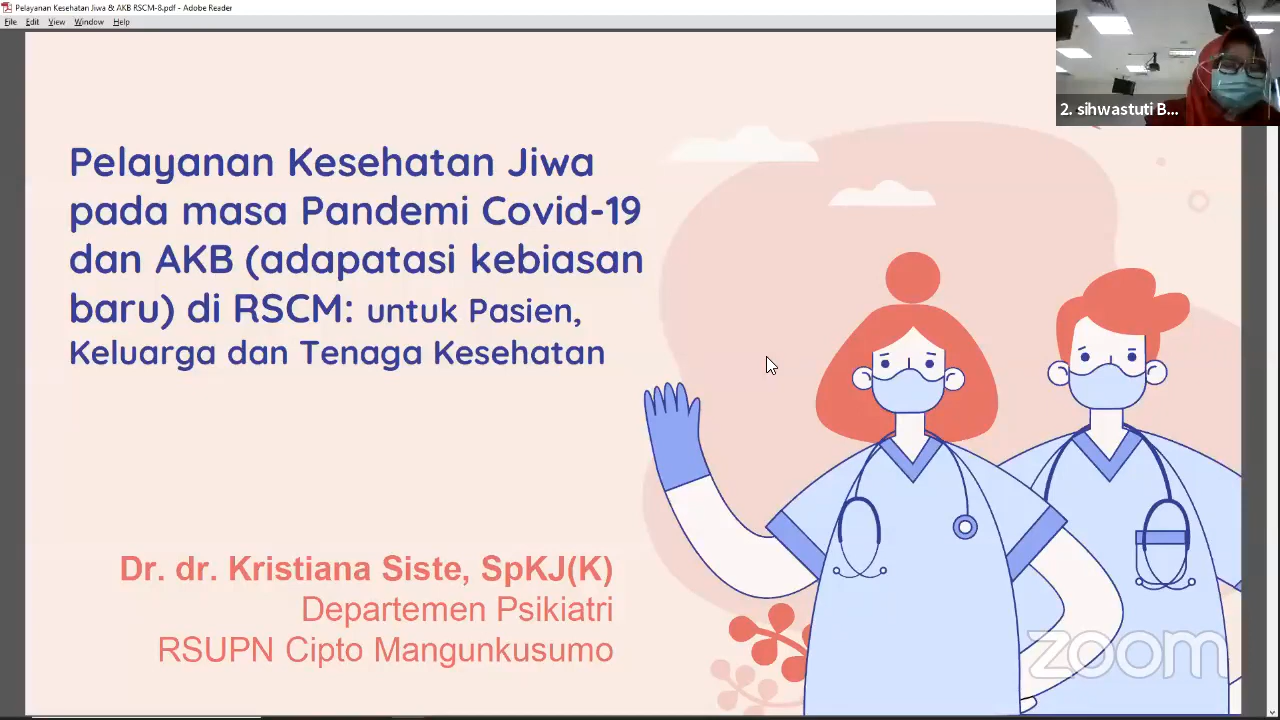 Pelayanan Kesehatan Jiwa & AKB RSCM-8.pdf - Adobe Reader
File Edit View Window Help
2. sihwastuti B...
Pelayanan Kesehatan Jiwa
pada masa Pandemi Covid-19
dan AKB (adapatasi kebiasan
baru) di RSCM: untuk Pasien,
Keluarga dan Tenaga Kesehatan
Dr. dr. Kristiana Siste, SpKJ(K)
Departemen Psikiatri
RSUPN Cipto Mangunkusumo
zoom